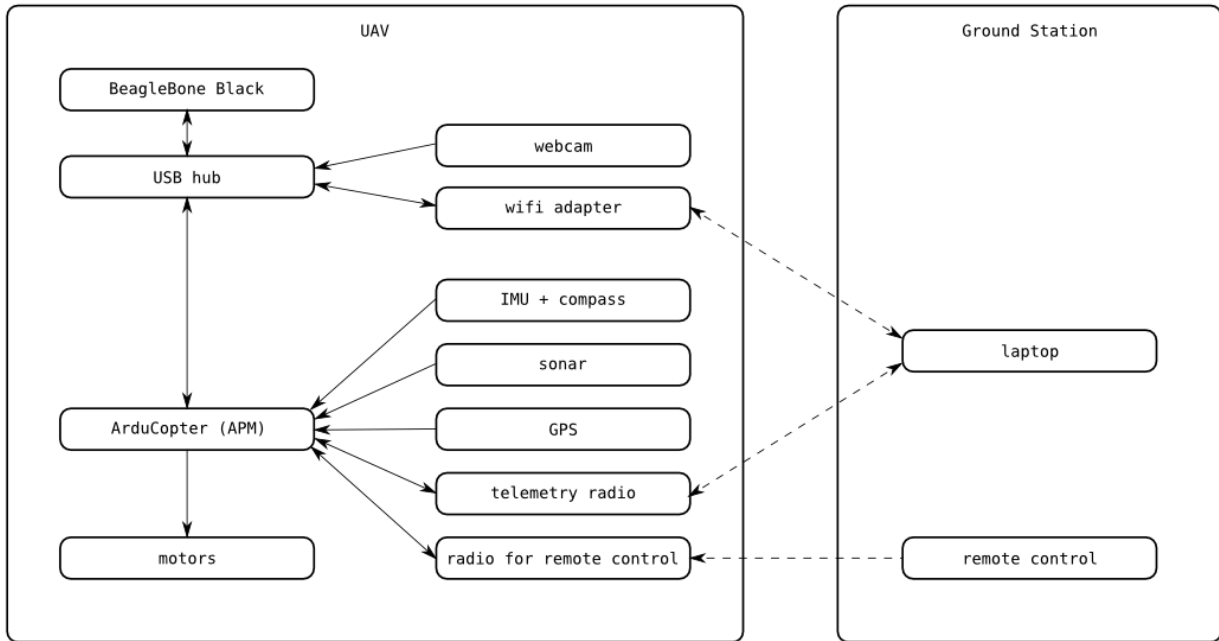 UAV
Ground Station
BeagleBone Black
webcam
USB hub
wifi adapter
IMU + compass
laptop
sonar
ArduCopter (APM)
GPS
telemetry radio
motors
radio for remote control
remote control